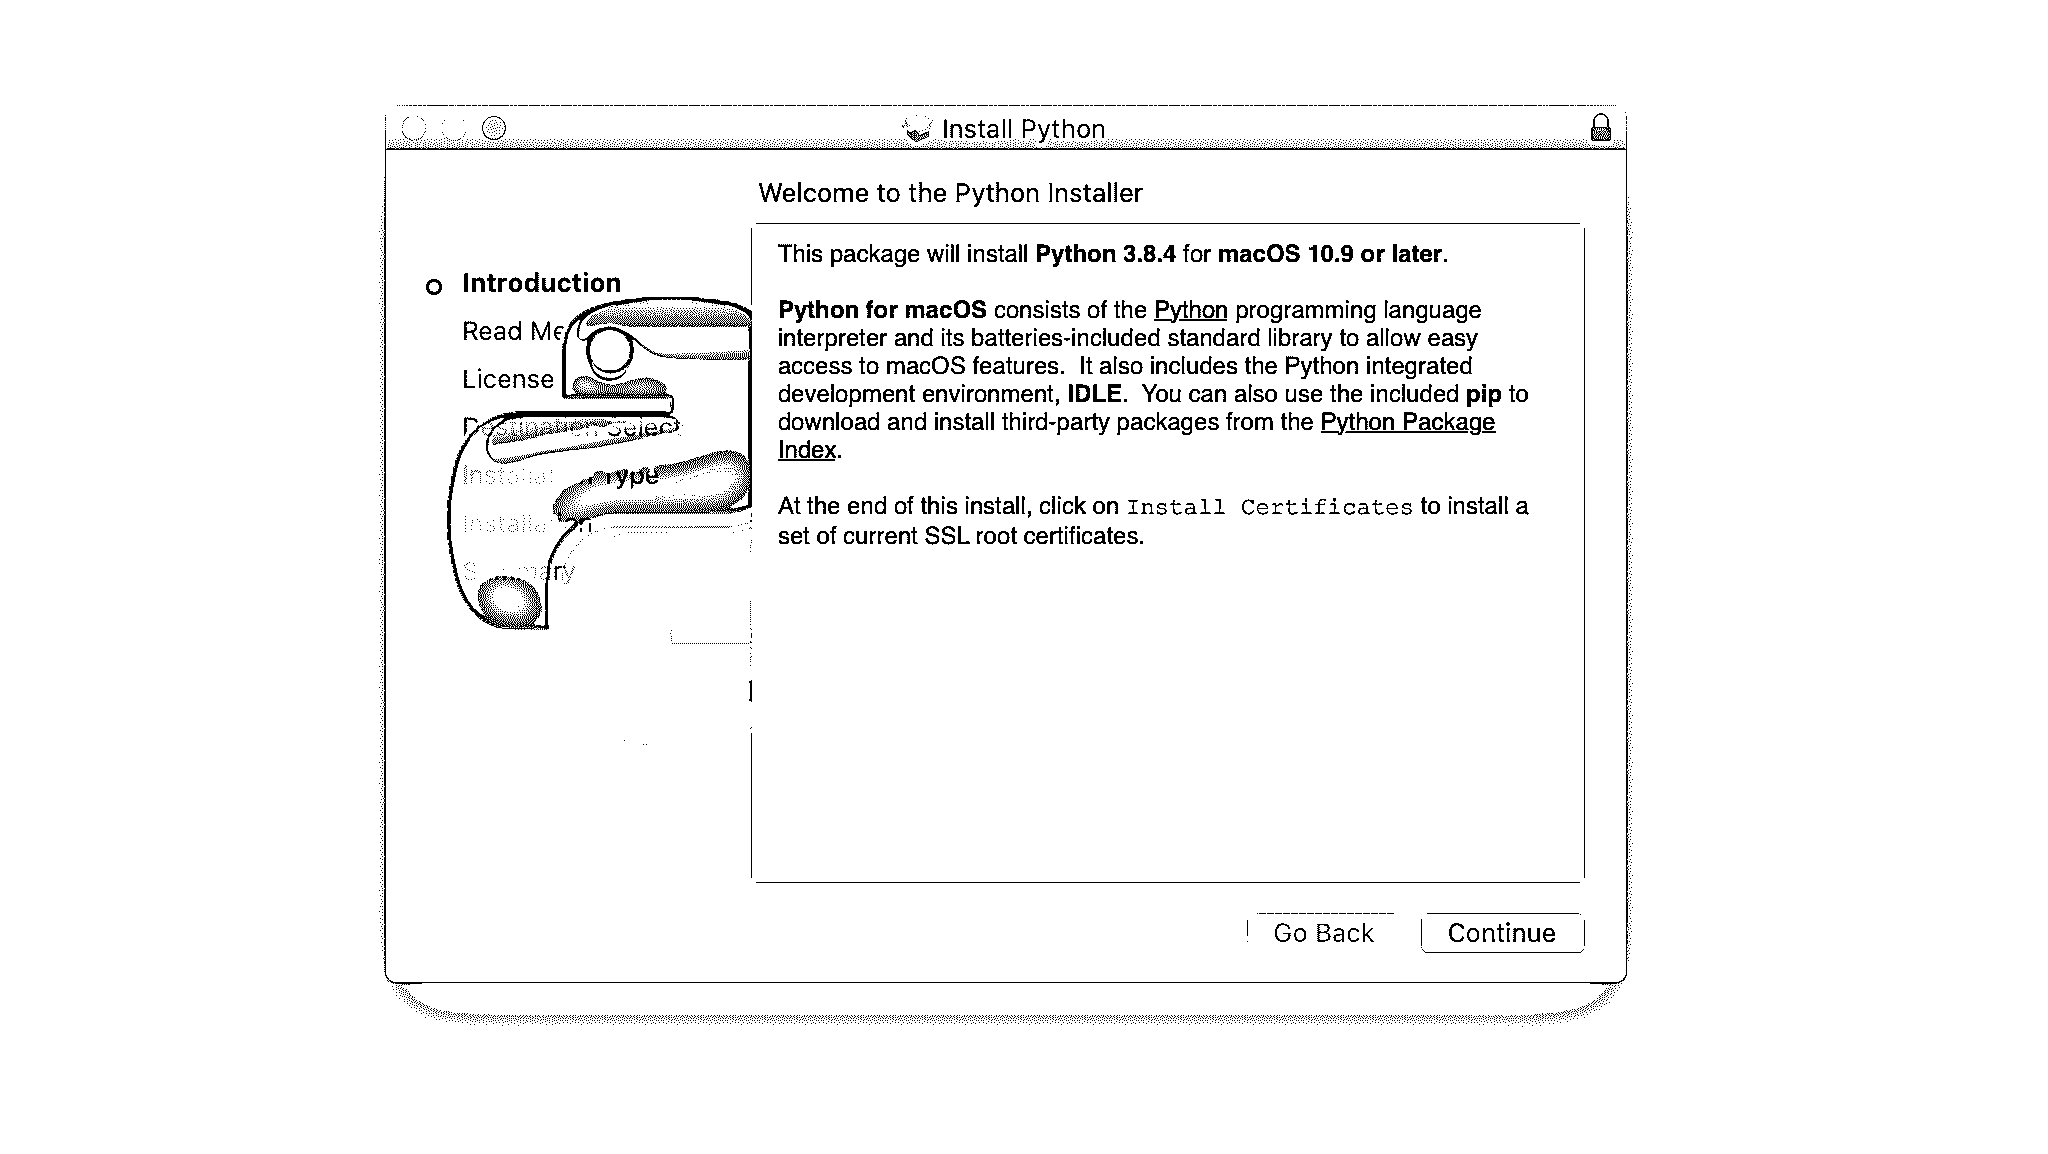 Install Python
Welcome to the Python Installer
Introduction
Read Me
License
Destination Select
Installation Type
Installation
Summary
This package will install Python 3.8.4 for macOS 10.9 or later.
Python for macOS consists of the Python programming language
interpreter and its batteries-included standard library to allow easy
access to macOS features.  It also includes the Python integrated
development environment, IDLE.  You can also use the included pip to
download and install third-party packages from the Python Package
Index.
At the end of this install, click on Install Certificates to install a
set of current SSL root certificates.
Go Back
Continue